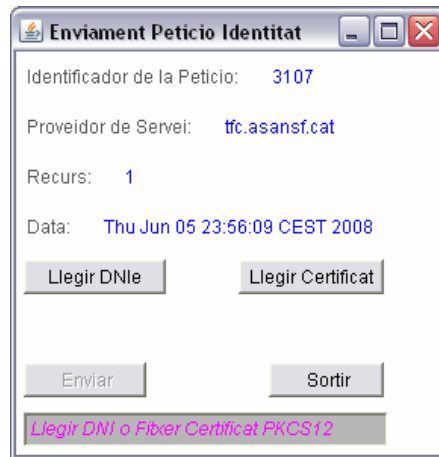 Enviament Peticio Identitat
Identificador de la Peticio: 3107
Proveidor de Servei: tfc.asansf.cat
Recurs: 1
Data: Thu Jun 05 23:56:09 CEST 2008
Llegir DNIe Llegir Certificat
Enviar Sortir
Llegir DNI o Fitxer Certificat PKCS12